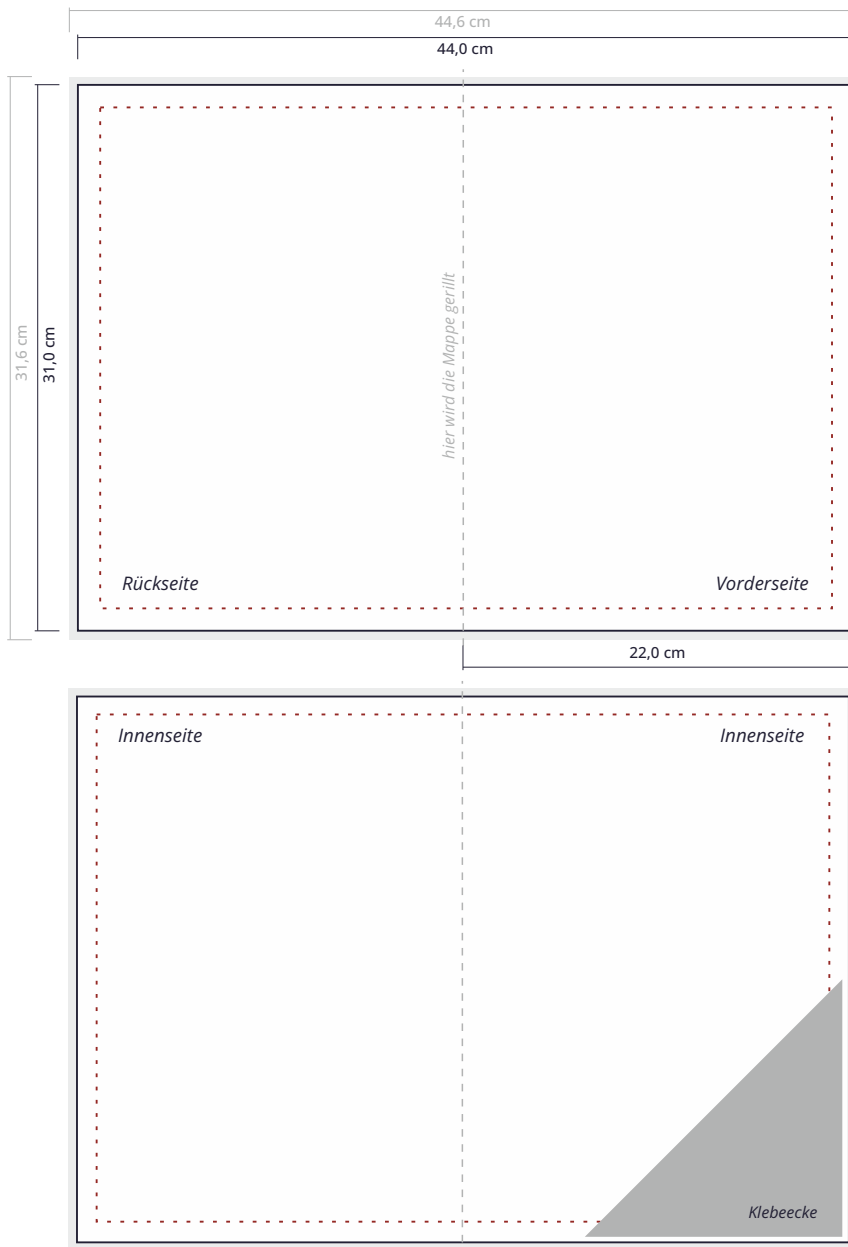 44,6 cm
44,0 cm
31,6 cm
31,0 cm
hier wird die Mappe gerillt
Rückseite
Vorderseite
22,0 cm
Innenseite
Innenseite
Klebeecke